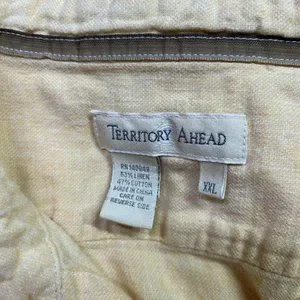 TERRITORY AHEAD
XXL
53% LINEN
47% COTTON
MADE IN CHINA
CARE ON
REVERSE SIDE